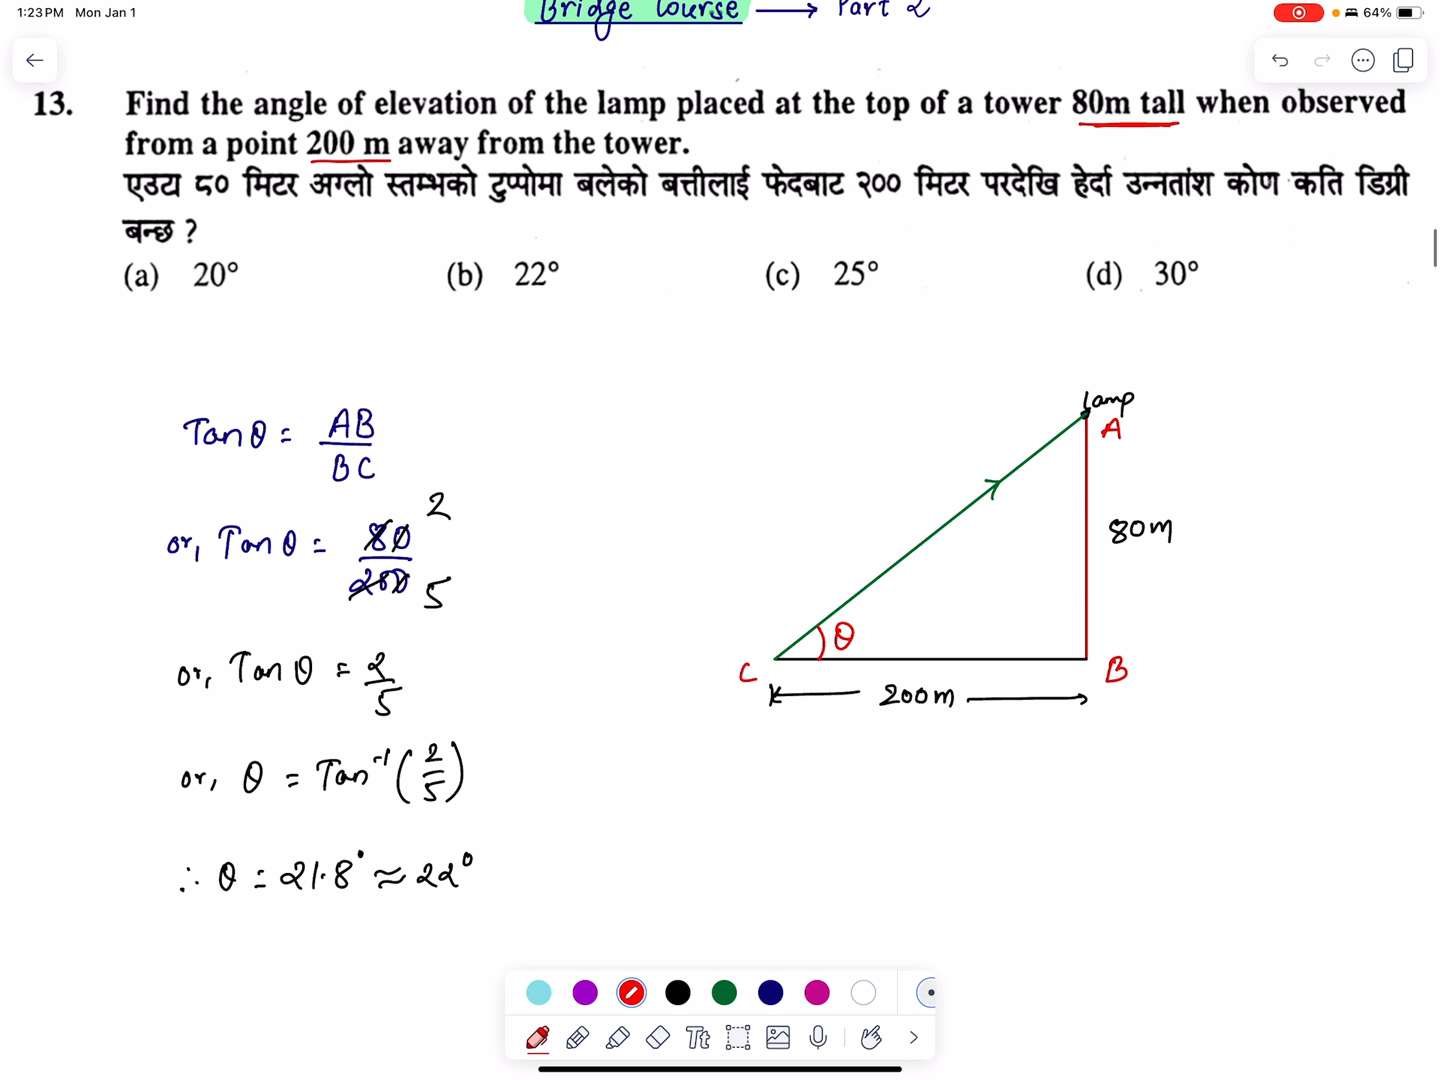 1:23 PM Mon Jan 1
64%
Bridge Course → Part 2
13. Find the angle of elevation of the lamp placed at the top of a tower 80m tall when observed
from a point 200 m away from the tower.
एउटा ८० मिटर अग्लो स्तम्भको टुप्पोमा बलेको बत्तीलाई फेदबाट २०० मिटर परदेखि हेर्दा उन्नतांश कोण कति डिग्री
बन्छ ?
(a) 20° (b) 22° (c) 25° (d) 30°
Tanθ = AB/BC
or, Tanθ = 80/200 2 5
or, Tanθ = 2/5
or, θ = Tan⁻¹(2/5)
∴ θ = 21.8° ≈ 22°
lamp
A
80m
θ
C
B
200m
Tt